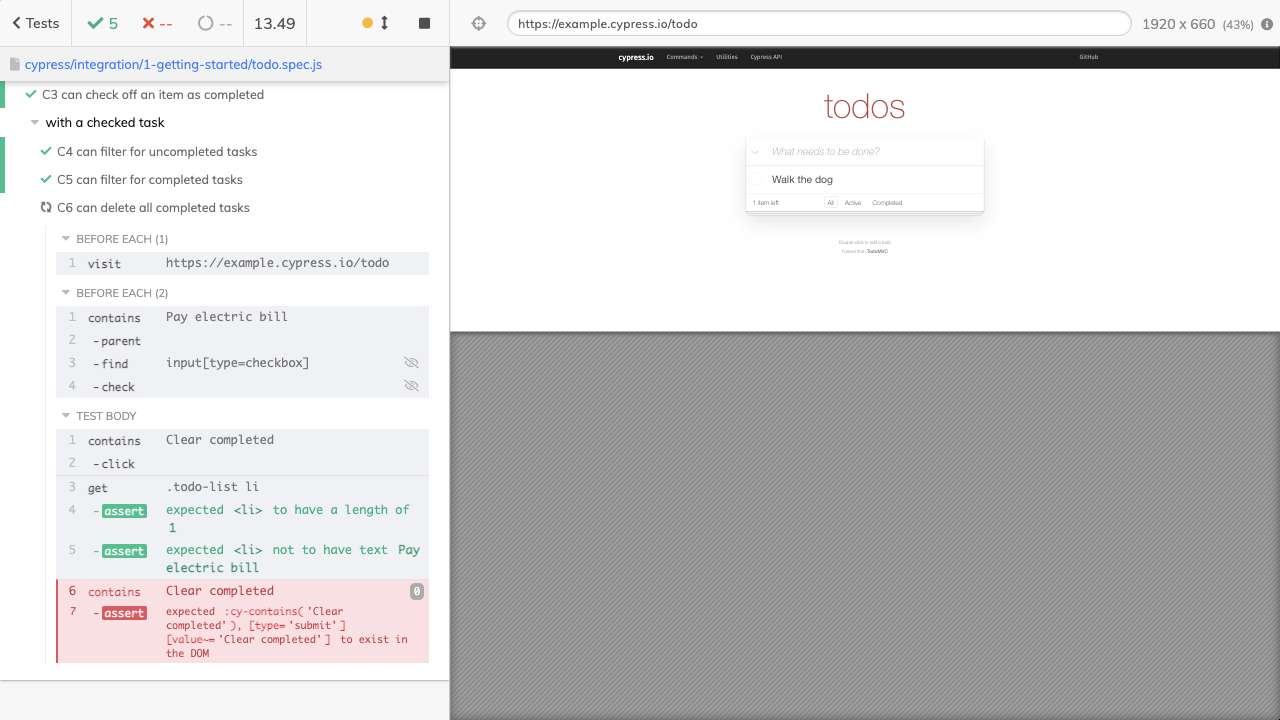 Tests 5 -- -- 13.49
https://example.cypress.io/todo 1920 x 660 (43%)
cypress/integration/1-getting-started/todo.spec.js
C3 can check off an item as completed
with a checked task
C4 can filter for uncompleted tasks
C5 can filter for completed tasks
C6 can delete all completed tasks
BEFORE EACH (1)
1 visit https://example.cypress.io/todo
BEFORE EACH (2)
1 contains Pay electric bill
2 -parent
3 -find input[type=checkbox]
4 -check
TEST BODY
1 contains Clear completed
2 -click
3 get .todo-list li
4 -assert expected <li> to have a length of
1
5 -assert expected <li> not to have text Pay
electric bill
6 contains Clear completed 0
7 -assert expected :cy-contains('Clear
completed'), [type='submit']
[value~='Clear completed'] to exist in
the DOM
cypress.io Commands Utilities Cypress API GitHub
todos
What needs to be done?
Walk the dog
1 item left All Active Completed
Double-click to edit a todo
Forked from TodoMVC